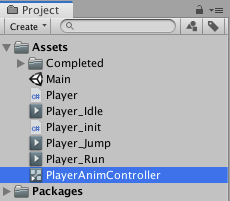 Project
Create
Assets
Completed
Main
Player
Player_Idle
Player_init
Player_Jump
Player_Run
PlayerAnimController
Packages